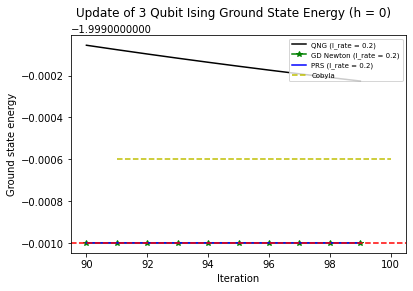 Update of 3 Qubit Ising Ground State Energy (h = 0)
−1.9990000000
QNG (l_rate = 0.2)
GD Newton (l_rate = 0.2)
PRS (l_rate = 0.2)
Cobyla
−0.0002
−0.0004
−0.0006
−0.0008
−0.0010
Ground state energy
90
92
94
96
98
100
Iteration